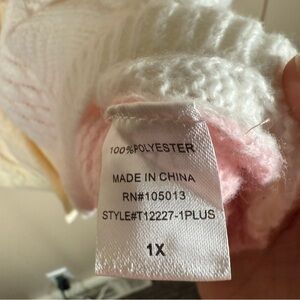 100%POLYESTER
MADE IN CHINA
RN#105013
STYLE#T12227-1PLUS
1X